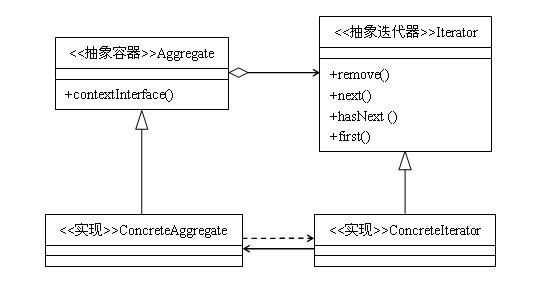 <<抽象容器>>Aggregate
+contextInterface()
<<抽象迭代器>>Iterator
+remove()
+next()
+hasNext ()
+first()
<<实现>>ConcreteAggregate
<<实现>>ConcreteIterator